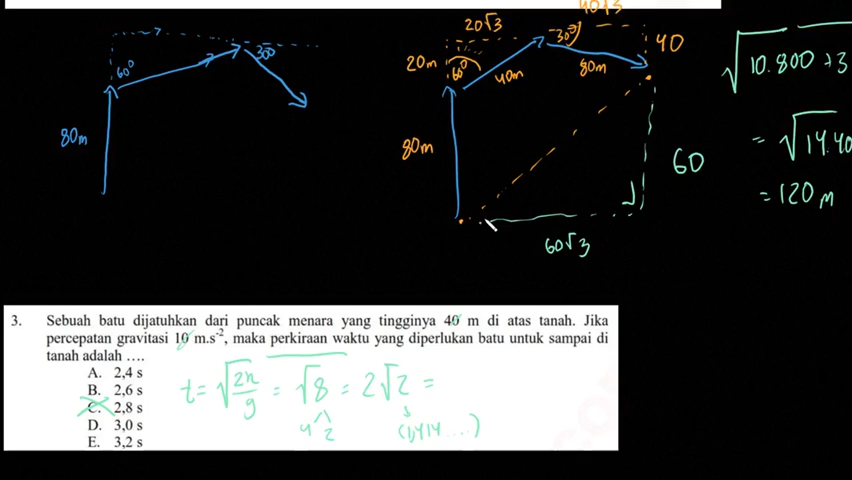 60°
30°
80m
20√3
40√3
20m
60°
40m
30°
80m
40
80m
60
60√3
√10.800+3
= √14.40
= 120 m
3. Sebuah batu dijatuhkan dari puncak menara yang tingginya 40 m di atas tanah. Jika
percepatan gravitasi 10 m.s⁻², maka perkiraan waktu yang diperlukan batu untuk sampai di
tanah adalah ….
A. 2,4 s
B. 2,6 s
C. 2,8 s
D. 3,0 s
E. 3,2 s
t = √2h/g = √8 = 2√2 =
4 2
(1,414....)